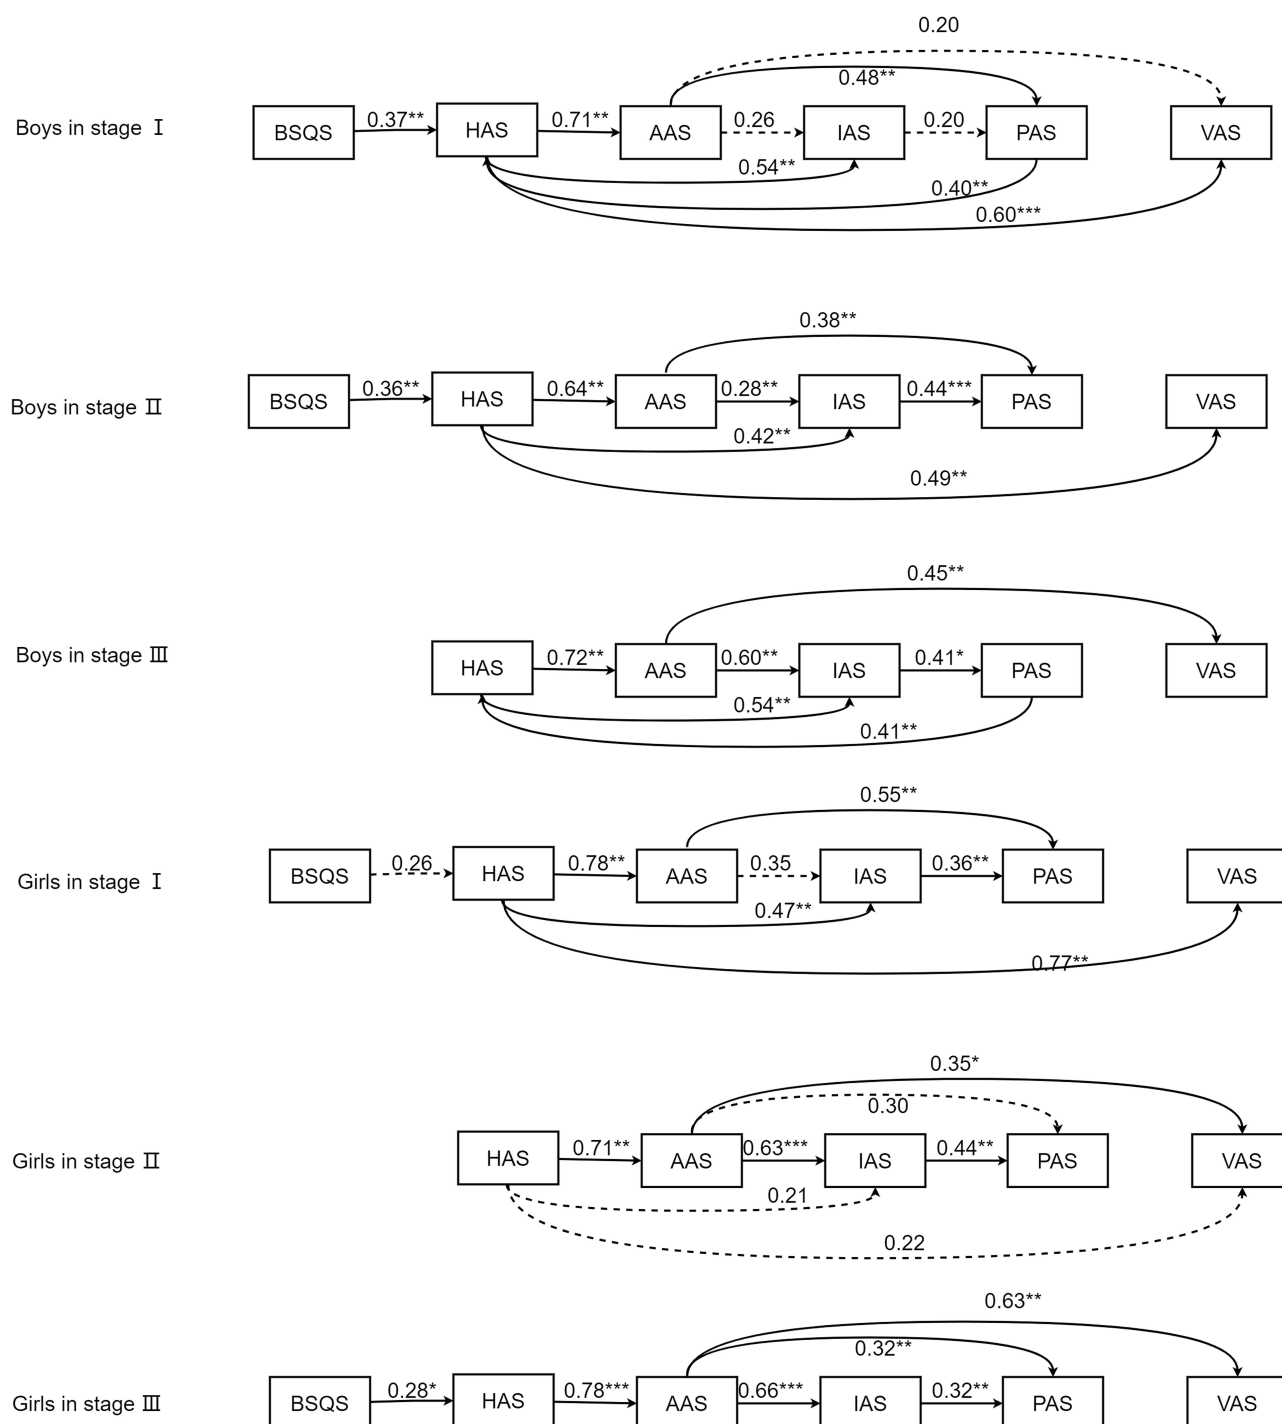 0.20
0.48**
Boys in stage Ⅰ
BSQS 0.37** HAS 0.71** AAS 0.26 IAS 0.20 PAS VAS
0.54**
0.40**
0.60***
0.38**
Boys in stage Ⅱ
BSQS 0.36** HAS 0.64** AAS 0.28** IAS 0.44*** PAS VAS
0.42**
0.49**
0.45**
Boys in stage Ⅲ
HAS 0.72** AAS 0.60** IAS 0.41* PAS VAS
0.54**
0.41**
0.55**
Girls in stage Ⅰ
BSQS 0.26 HAS 0.78** AAS 0.35 IAS 0.36** PAS VAS
0.47**
0.77**
0.35*
0.30
Girls in stage Ⅱ
HAS 0.71** AAS 0.63*** IAS 0.44** PAS VAS
0.21
0.22
0.63**
0.32**
Girls in stage Ⅲ
BSQS 0.28* HAS 0.78*** AAS 0.66*** IAS 0.32** PAS VAS